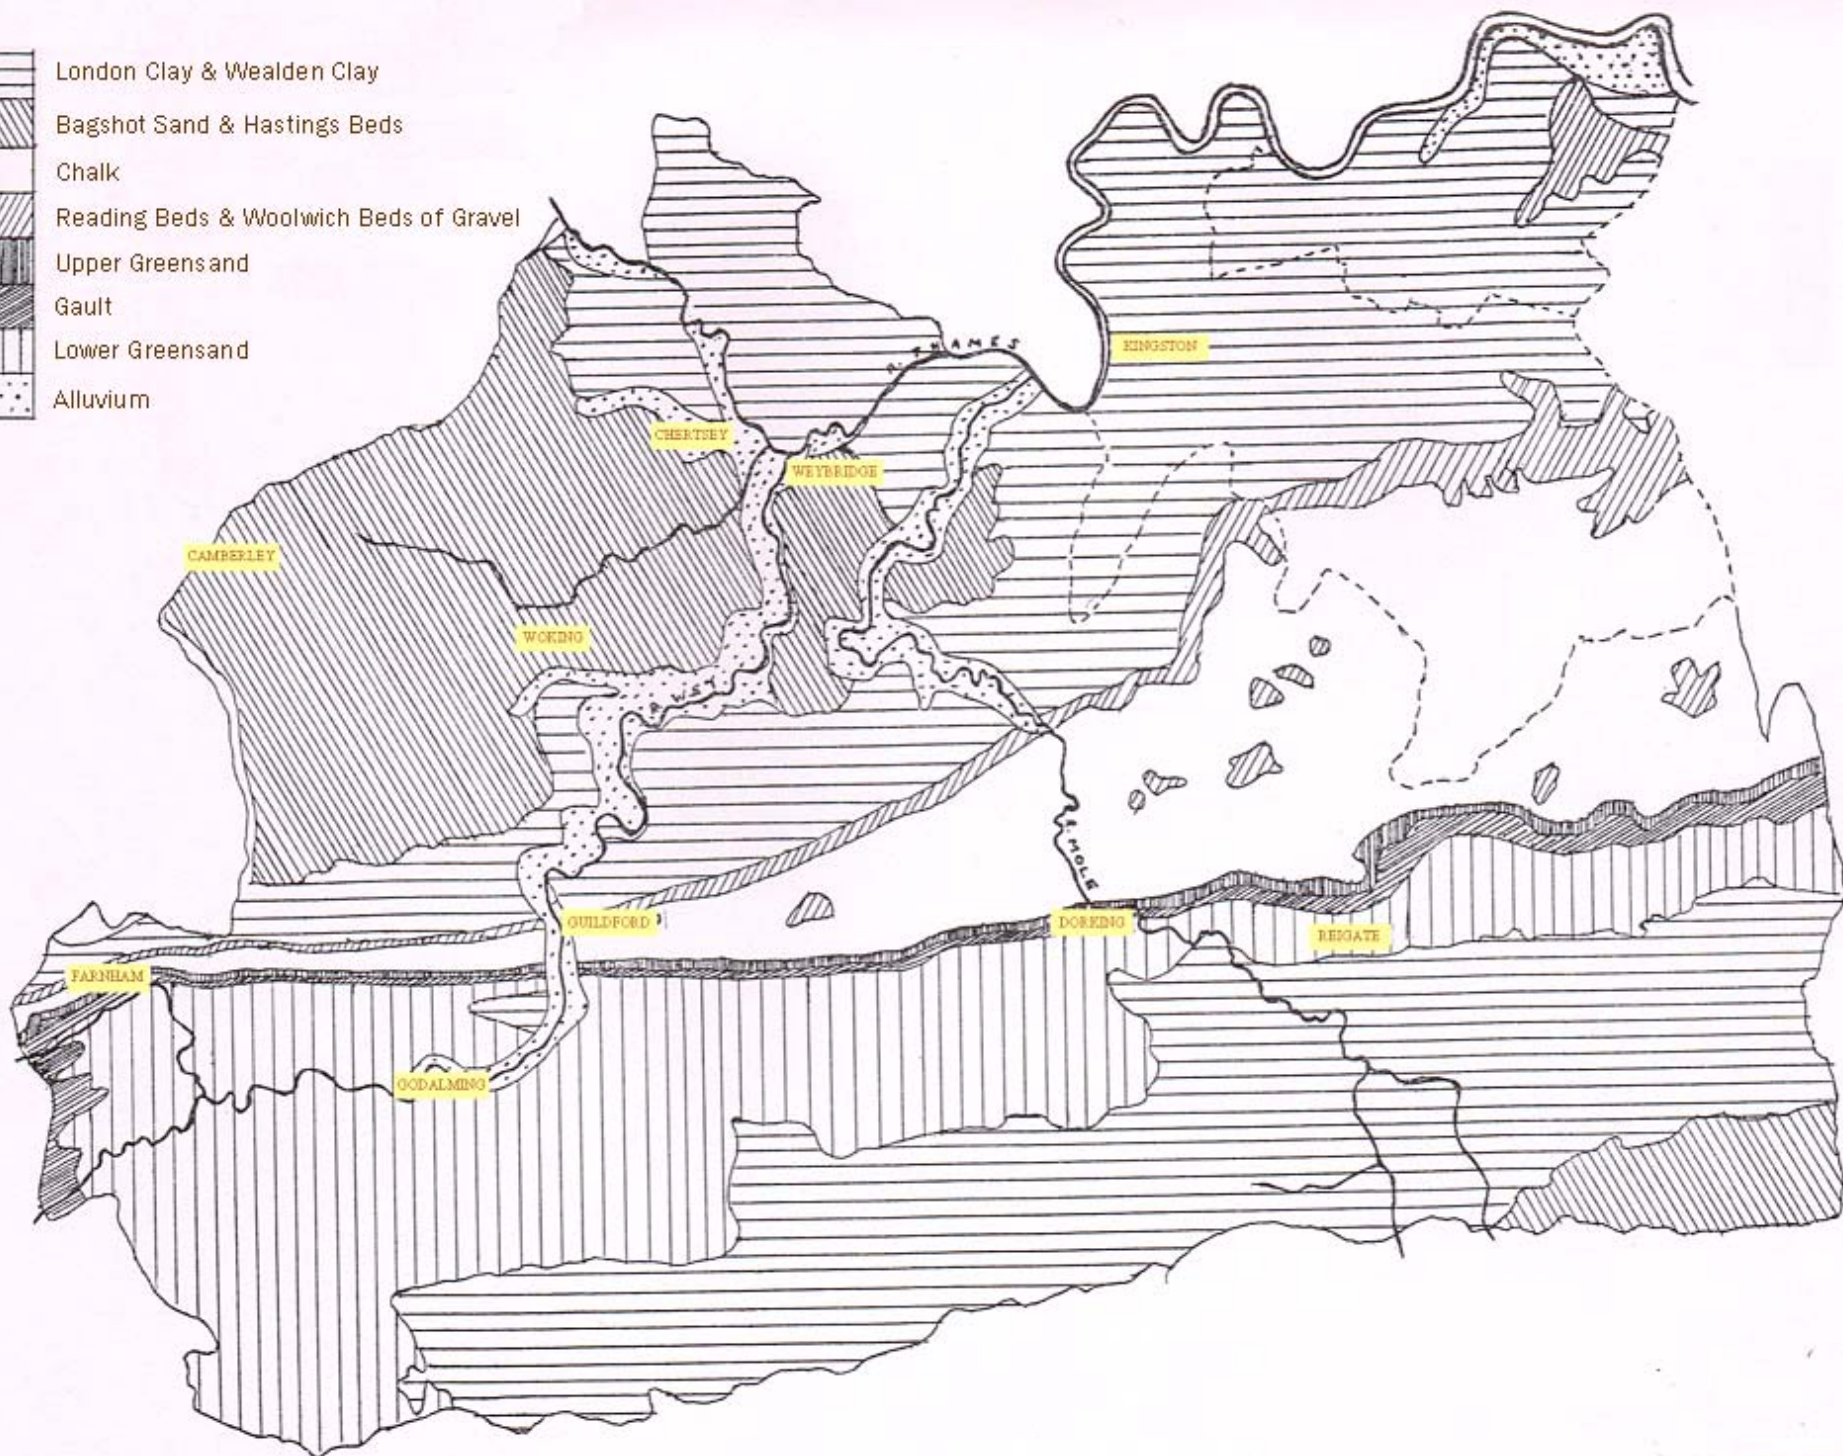 London Clay & Wealden Clay
Bagshot Sand & Hastings Beds
Chalk
Reading Beds & Woolwich Beds of Gravel
Upper Greensand
Gault
Lower Greensand
Alluvium
R. THAMES
KINGSTON
CHERTSEY
WEYBRIDGE
CAMBERLEY
WOKING
R. WEY
R. MOLE
GUILDFORD
DORKING
REIGATE
FARNHAM
GODALMING